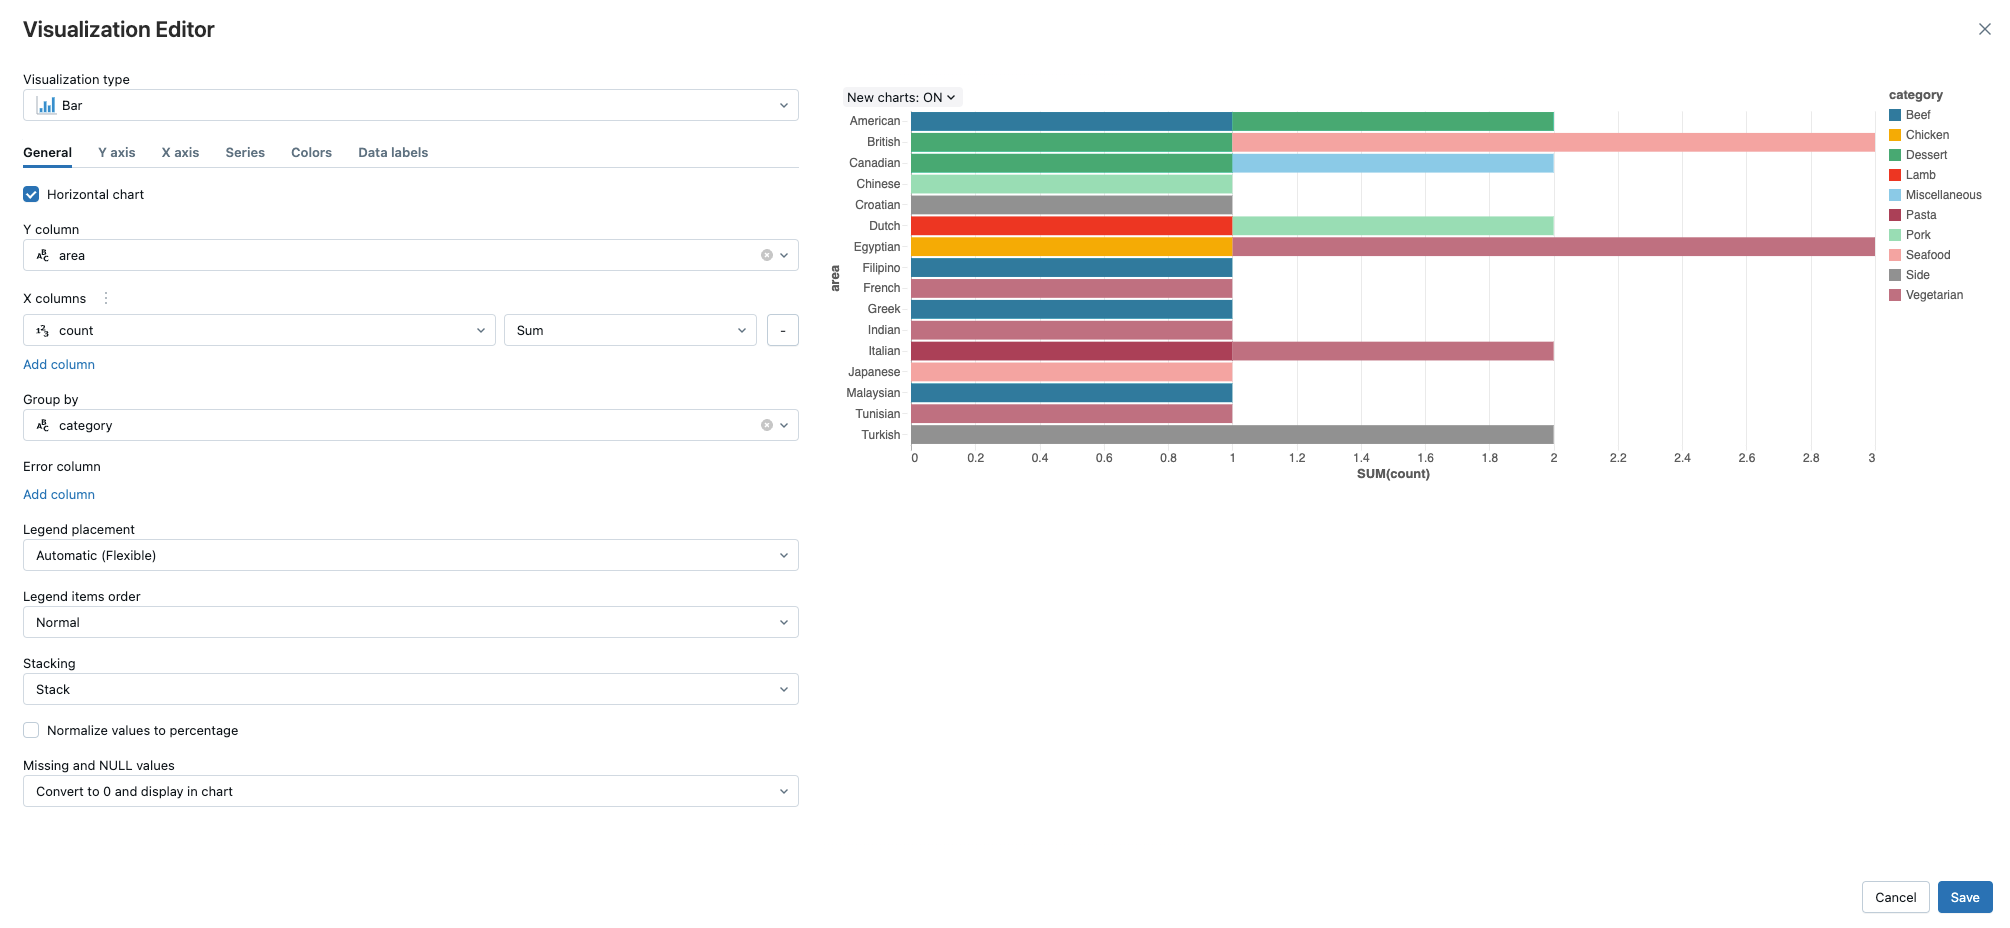 Visualization Editor
Visualization type
Bar
General Y axis X axis Series Colors Data labels
Horizontal chart
Y column
area
X columns
count Sum -
Add column
Group by
category
Error column
Add column
Legend placement
Automatic (Flexible)
Legend items order
Normal
Stacking
Stack
Normalize values to percentage
Missing and NULL values
Convert to 0 and display in chart
New charts: ON
area
American
British
Canadian
Chinese
Croatian
Dutch
Egyptian
Filipino
French
Greek
Indian
Italian
Japanese
Malaysian
Tunisian
Turkish
0 0.2 0.4 0.6 0.8 1 1.2 1.4 1.6 1.8 2 2.2 2.4 2.6 2.8 3
SUM(count)
category
Beef
Chicken
Dessert
Lamb
Miscellaneous
Pasta
Pork
Seafood
Side
Vegetarian
Cancel Save